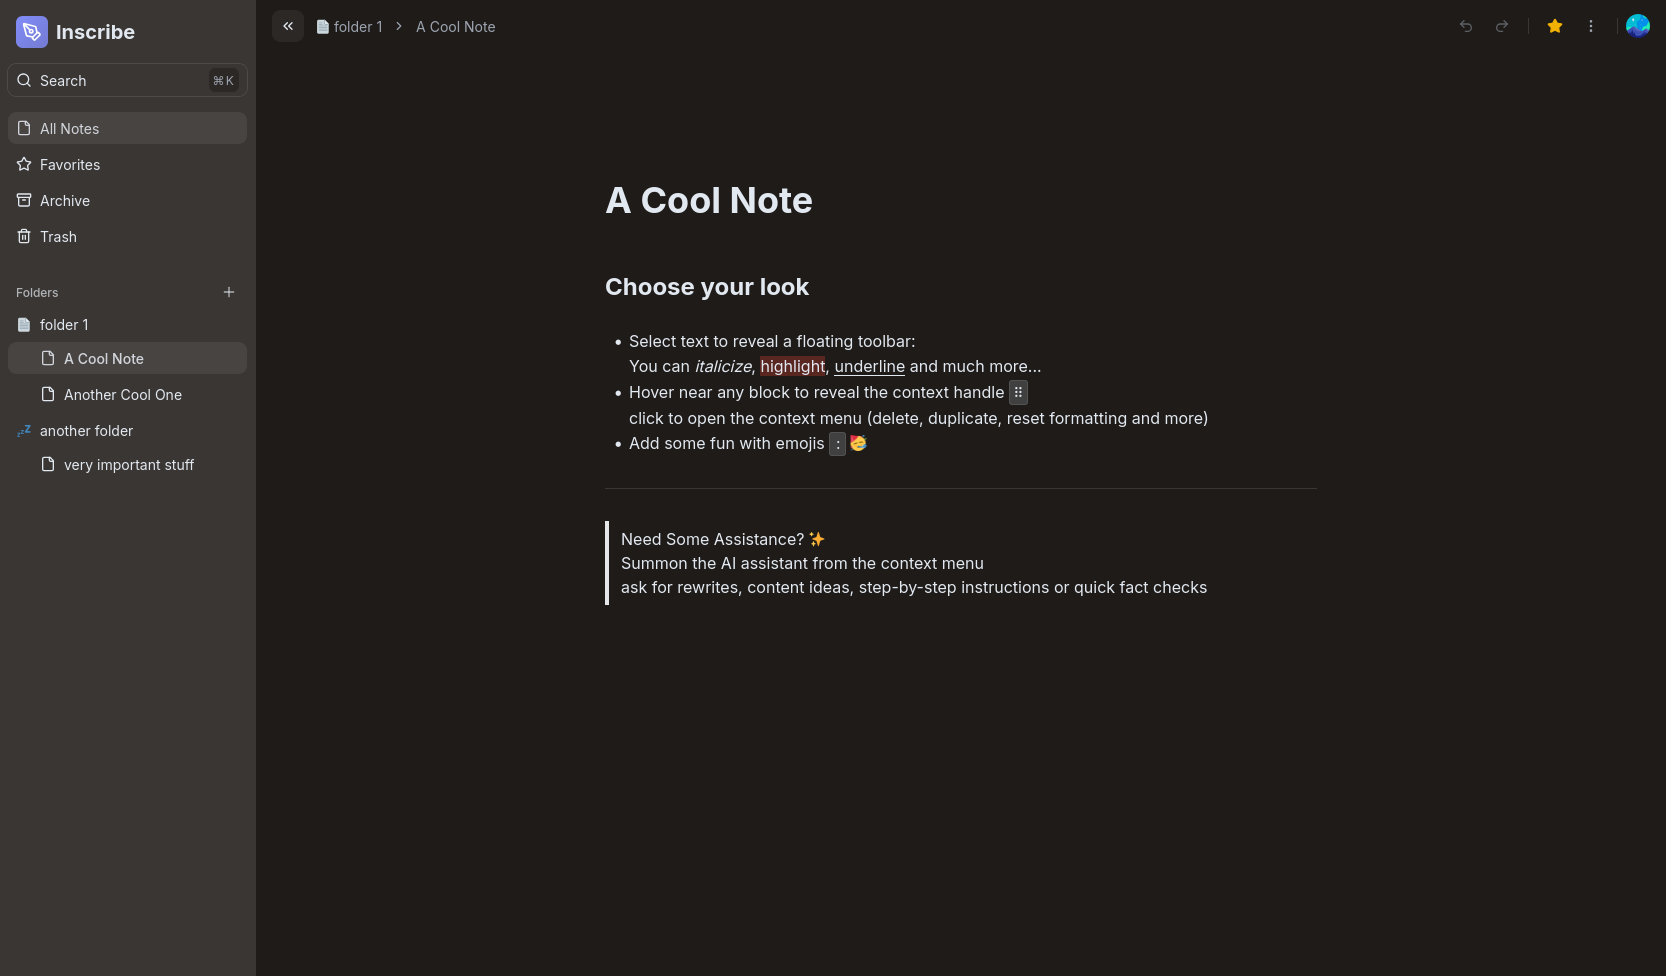 Inscribe
Search ⌘K
All Notes
Favorites
Archive
Trash
Folders
folder 1
A Cool Note
Another Cool One
another folder
very important stuff
folder 1 > A Cool Note
A Cool Note
Choose your look
• Select text to reveal a floating toolbar:
You can italicize, highlight, underline and much more...
• Hover near any block to reveal the context handle ⠿
click to open the context menu (delete, duplicate, reset formatting and more)
• Add some fun with emojis : 🥳
Need Some Assistance? ✨
Summon the AI assistant from the context menu
ask for rewrites, content ideas, step-by-step instructions or quick fact checks